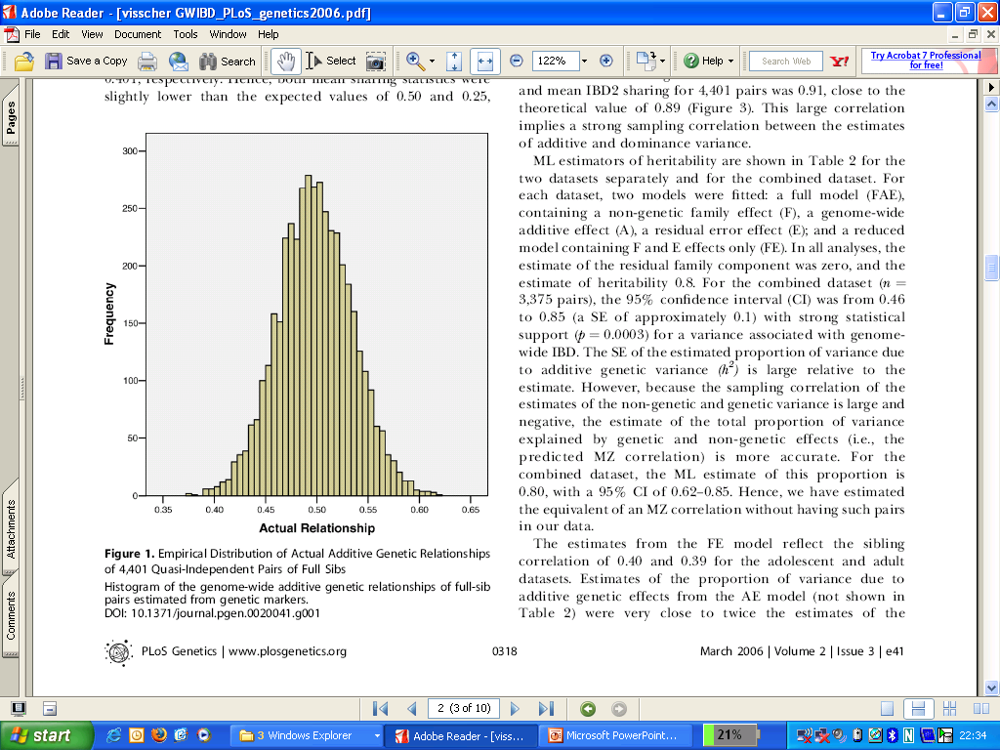 Adobe Reader - [visscher GWIBD_PLoS_genetics2006.pdf]
File Edit View Document Tools Window Help
Save a Copy Search Select 122% Help Search Web Y! Try Acrobat 7 Professional for free!
Pages
Attachments
Comments
slightly lower than the expected values of 0.50 and 0.25,
300
250
200
150
100
50
0
Frequency
0.35 0.40 0.45 0.50 0.55 0.60 0.65
Actual Relationship
Figure 1. Empirical Distribution of Actual Additive Genetic Relationships
of 4,401 Quasi-Independent Pairs of Full Sibs
Histogram of the genome-wide additive genetic relationships of full-sib
pairs estimated from genetic markers.
DOI: 10.1371/journal.pgen.0020041.g001
and mean IBD2 sharing for 4,401 pairs was 0.91, close to the
theoretical value of 0.89 (Figure 3). This large correlation
implies a strong sampling correlation between the estimates
of additive and dominance variance.
ML estimators of heritability are shown in Table 2 for the
two datasets separately and for the combined dataset. For
each dataset, two models were fitted: a full model (FAE),
containing a non-genetic family effect (F), a genome-wide
additive effect (A), a residual error effect (E); and a reduced
model containing F and E effects only (FE). In all analyses, the
estimate of the residual family component was zero, and the
estimate of heritability 0.8. For the combined dataset (n =
3,375 pairs), the 95% confidence interval (CI) was from 0.46
to 0.85 (a SE of approximately 0.1) with strong statistical
support (p = 0.0003) for a variance associated with genome-
wide IBD. The SE of the estimated proportion of variance due
to additive genetic variance (h²) is large relative to the
estimate. However, because the sampling correlation of the
estimates of the non-genetic and genetic variance is large and
negative, the estimate of the total proportion of variance
explained by genetic and non-genetic effects (i.e., the
predicted MZ correlation) is more accurate. For the
combined dataset, the ML estimate of this proportion is
0.80, with a 95% CI of 0.62–0.85. Hence, we have estimated
the equivalent of an MZ correlation without having such pairs
in our data.
The estimates from the FE model reflect the sibling
correlation of 0.40 and 0.39 for the adolescent and adult
datasets. Estimates of the proportion of variance due to
additive genetic effects from the AE model (not shown in
Table 2) were very close to twice the estimates of the
PLoS Genetics | www.plosgenetics.org 0318 March 2006 | Volume 2 | Issue 3 | e41
2 (3 of 10)
start 3 Windows Explorer Adobe Reader - [viss... Microsoft PowerPoint... 21% 22:34